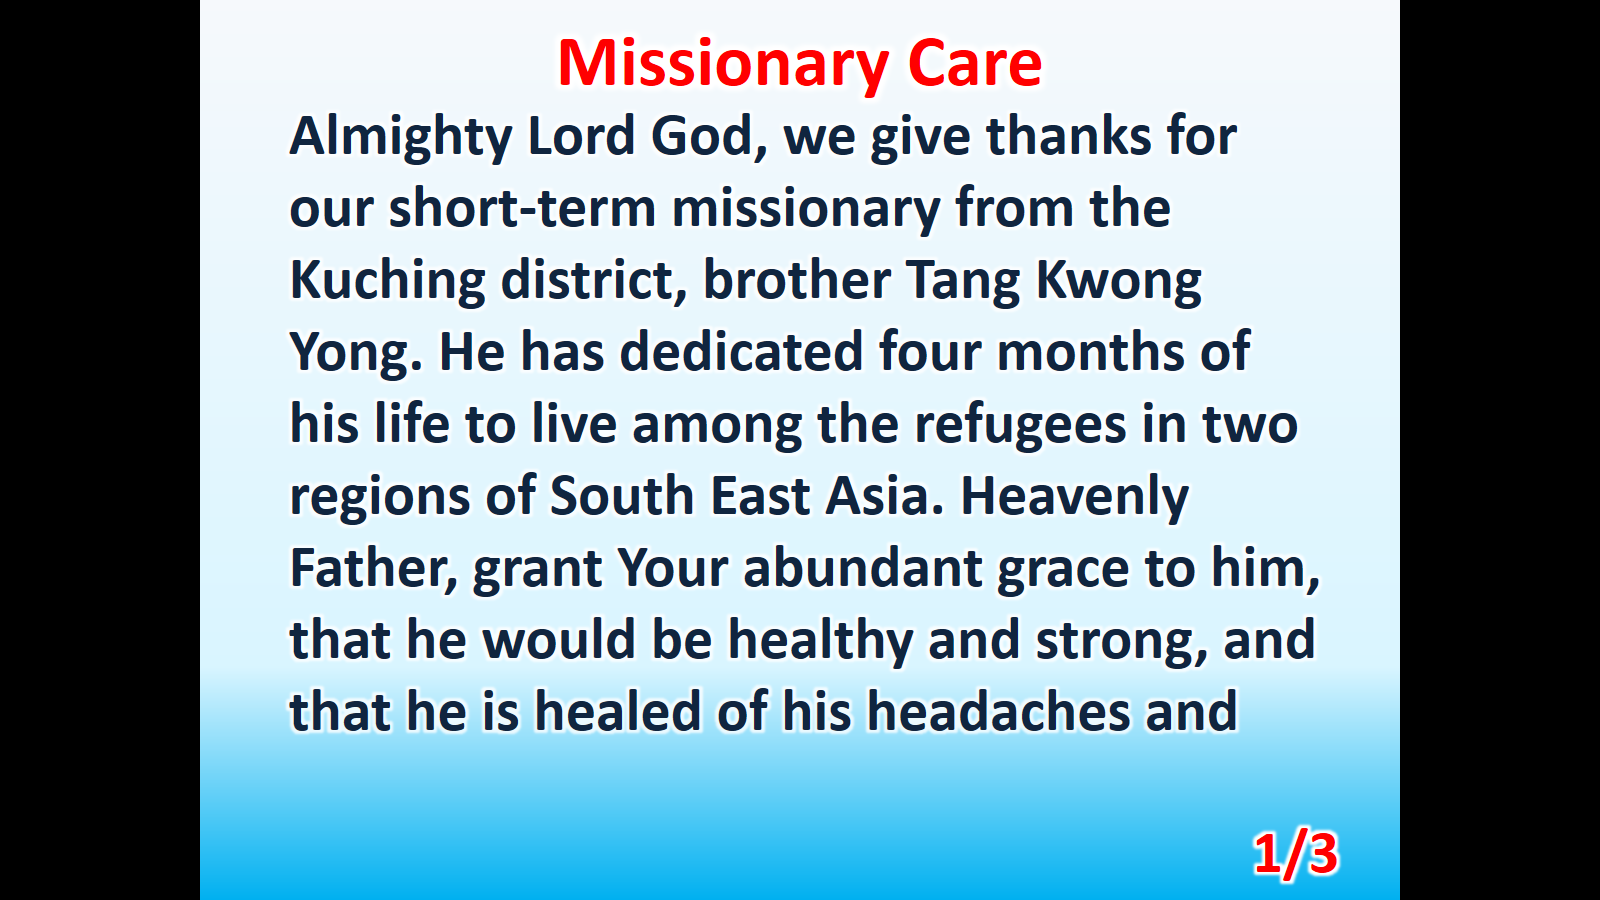 Missionary Care
Almighty Lord God, we give thanks for
our short-term missionary from the
Kuching district, brother Tang Kwong
Yong. He has dedicated four months of
his life to live among the refugees in two
regions of South East Asia. Heavenly
Father, grant Your abundant grace to him,
that he would be healthy and strong, and
that he is healed of his headaches and
1/3